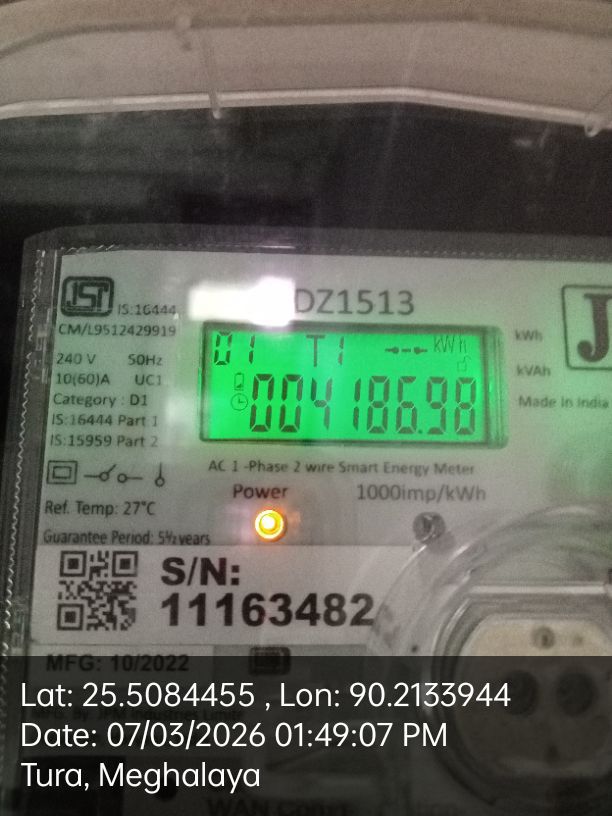 IS:16444
CM/L9512429919
DZ1513
240 V 50Hz
10(60)A UC1
Category : D1
IS:16444 Part 1
IS:15959 Part 2
01 T1 kWh
004186.98
kWh
kVAh
Made In India
J
AC 1 -Phase 2 wire Smart Energy Meter
Power 1000imp/kWh
Ref. Temp: 27°C
Guarantee Period: 5½ years
S/N:
11163482
MFG: 10/2022
Lat: 25.5084455 , Lon: 90.2133944
Date: 07/03/2026 01:49:07 PM
Tura, Meghalaya